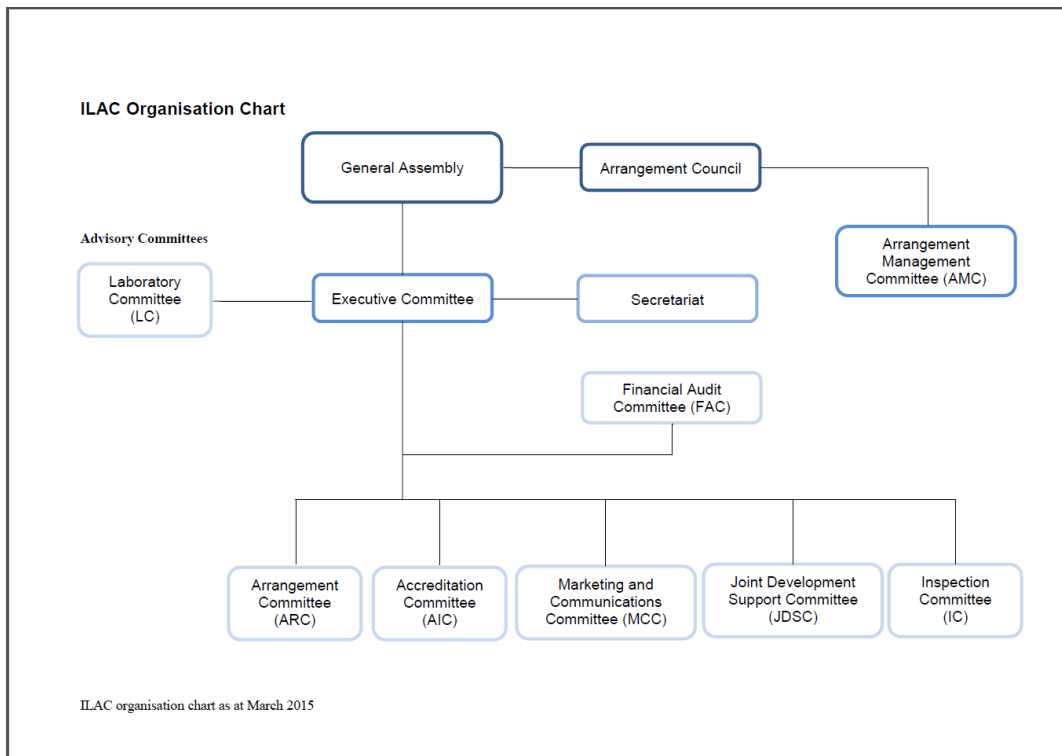 ILAC Organisation Chart
General Assembly
Arrangement Council
Advisory Committees
Arrangement
Management
Committee (AMC)
Laboratory
Committee
(LC)
Executive Committee
Secretariat
Financial Audit
Committee (FAC)
Arrangement
Committee
(ARC)
Accreditation
Committee
(AIC)
Marketing and
Communications
Committee (MCC)
Joint Development
Support Committee
(JDSC)
Inspection
Committee
(IC)
ILAC organisation chart as at March 2015